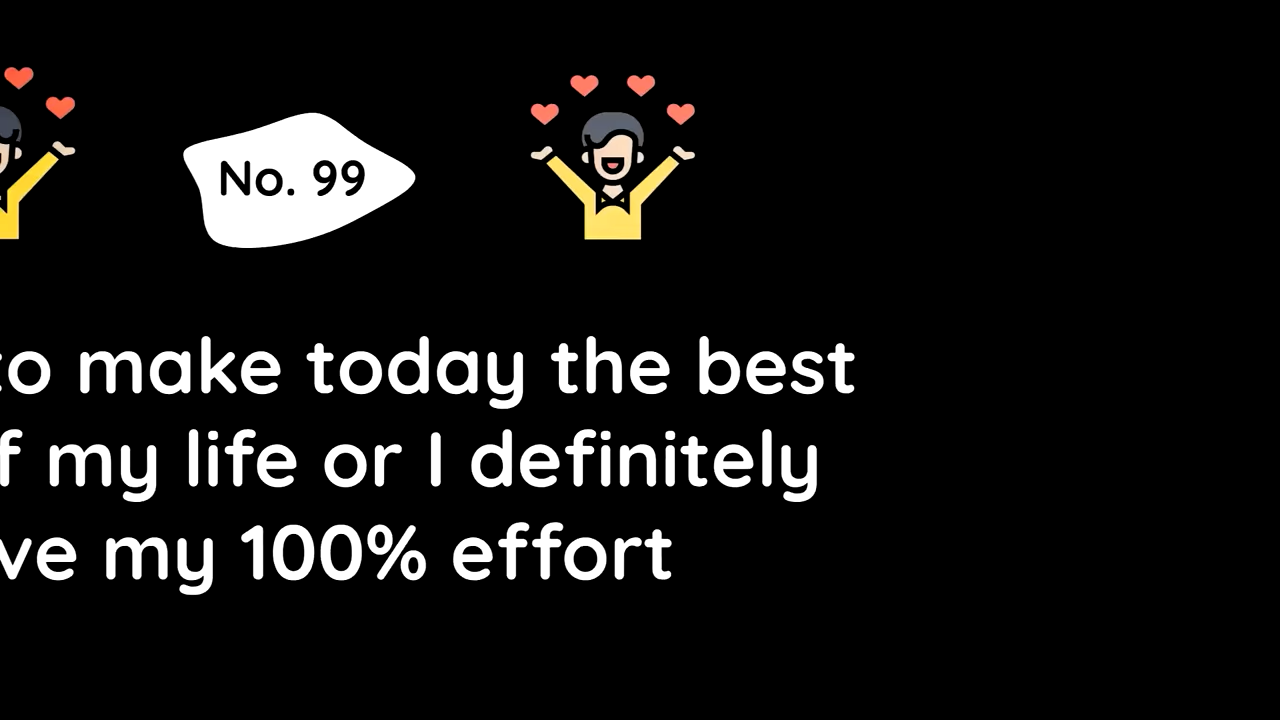 No. 99
to make today the best
f my life or I definitely
ve my 100% effort